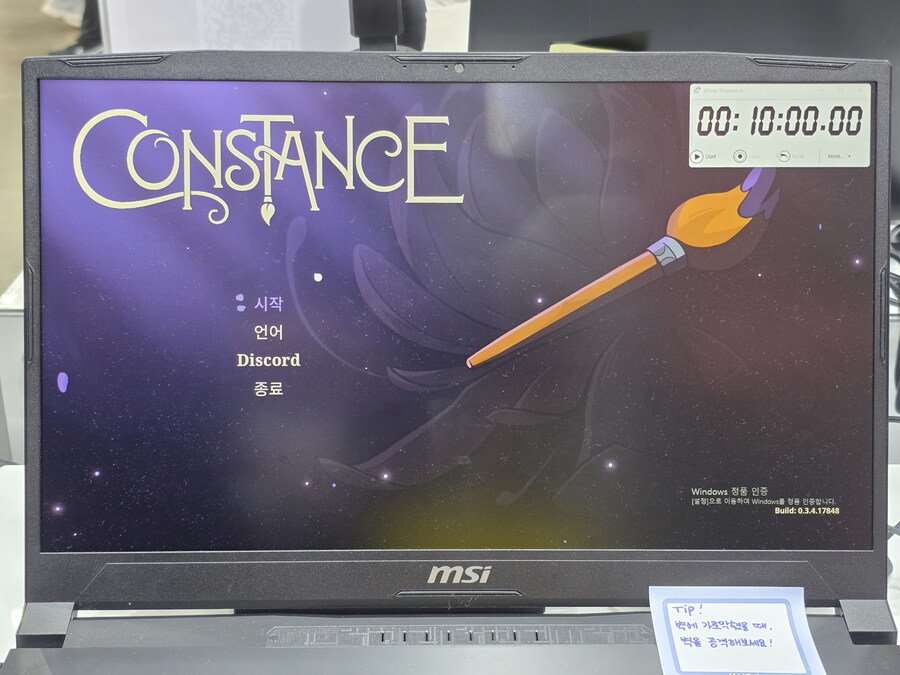 CONSTANCE
00:10:00.00
Start
More..
시작
언어
Discord
종료
Windows 정품 인증
[설정]으로 이동하여 Windows를 정품 인증합니다.
Build: 0.3.4.17848
msi
Tip!
벽에 가로막혔을 때,
벽을 공격해보세요!